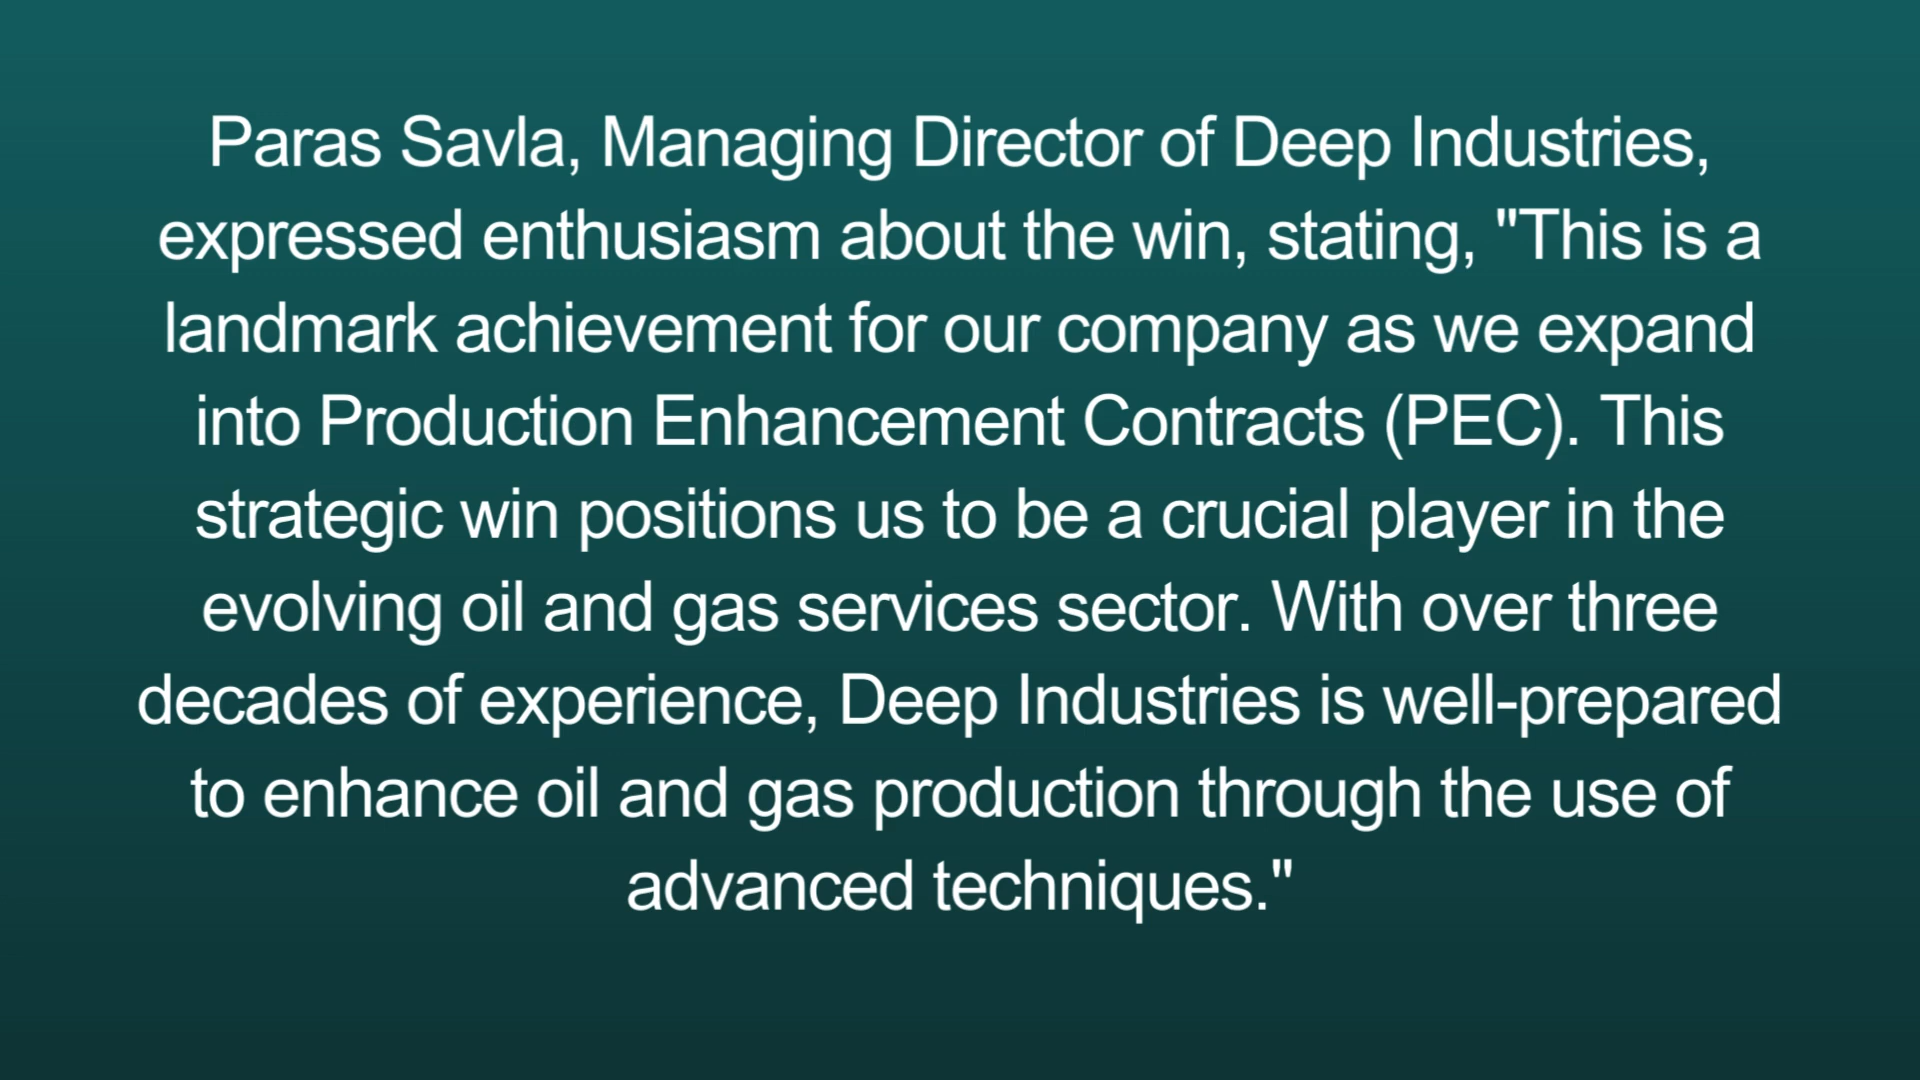 Paras Savla, Managing Director of Deep Industries,
expressed enthusiasm about the win, stating, "This is a
landmark achievement for our company as we expand
into Production Enhancement Contracts (PEC). This
strategic win positions us to be a crucial player in the
evolving oil and gas services sector. With over three
decades of experience, Deep Industries is well-prepared
to enhance oil and gas production through the use of
advanced techniques."